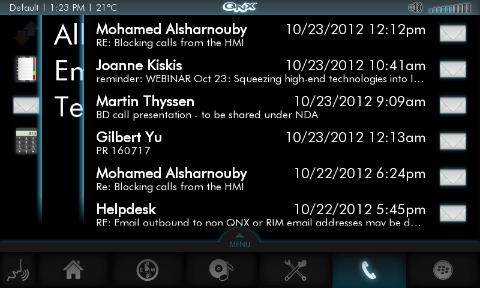 Default | 1:23 PM | 21°C
QNX
All
Em
Te
Mohamed Alsharnouby 10/23/2012 12:12pm
RE: Blocking calls from the HMI
Joanne Kiskis 10/23/2012 10:41am
reminder: WEBINAR Oct 23: Squeezing high-end technologies into l...
Martin Thyssen 10/23/2012 9:09am
BD call presentation - to be shared under NDA
Gilbert Yu 10/23/2012 12:13am
PR 160717
Mohamed Alsharnouby 10/22/2012 6:24pm
Re: Blocking calls from the HMI
Helpdesk 10/22/2012 5:45pm
RE: Email outbound to non QNX or RIM email addresses may be d...
MENU